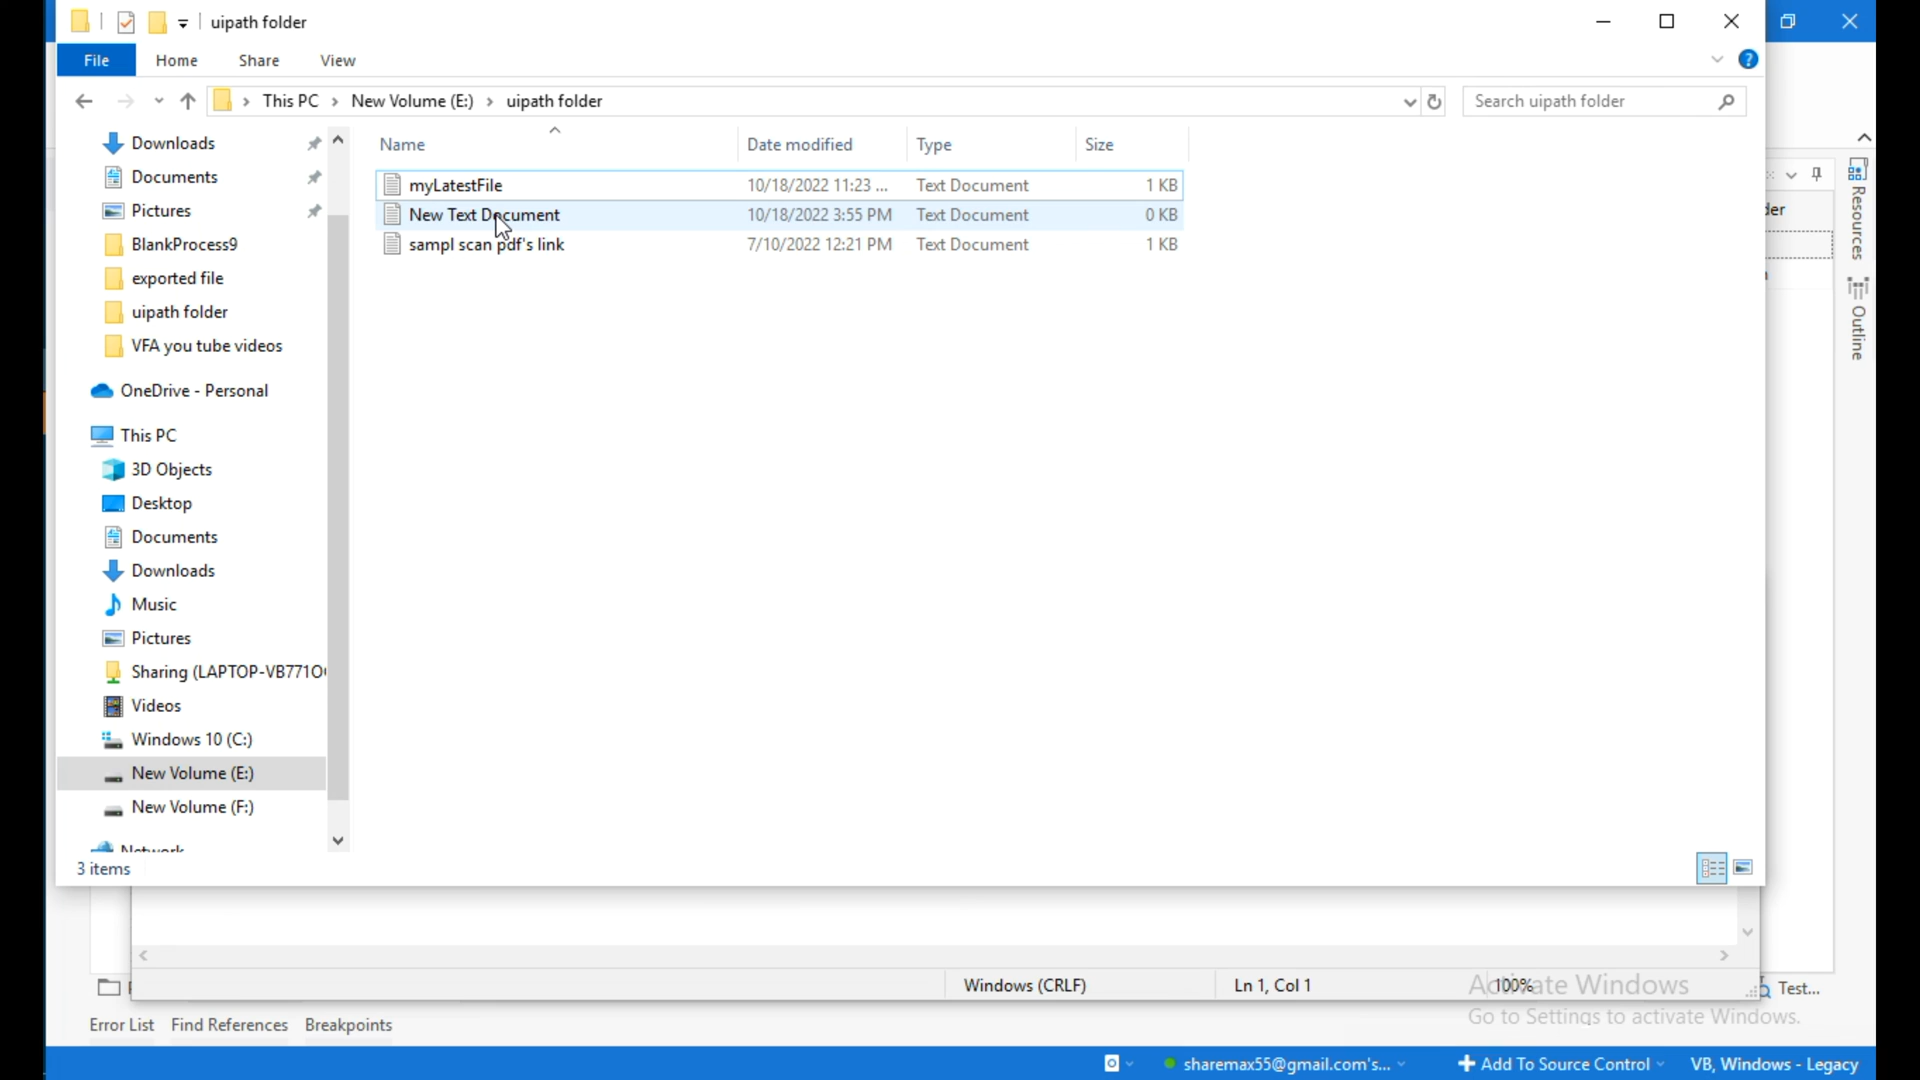 uipath folder
File Home Share View
This PC New Volume (E:) uipath folder
Search uipath folder
Name Date modified Type Size
myLatestFile 10/18/2022 11:23 ... Text Document 1 KB
New Text Document 10/18/2022 3:55 PM Text Document 0 KB
sampl scan pdf's link 7/10/2022 12:21 PM Text Document 1 KB
Downloads
Documents
Pictures
BlankProcess9
exported file
uipath folder
VFA you tube videos
OneDrive - Personal
This PC
3D Objects
Desktop
Documents
Downloads
Music
Pictures
Sharing (LAPTOP-VB771O
Videos
Windows 10 (C:)
New Volume (E:)
New Volume (F:)
Network
3 items
der
Resources
Outline
Windows (CRLF) Ln 1, Col 1 100%
Activate Windows
Go to Settings to activate Windows.
Test...
Error List Find References Breakpoints
sharemax55@gmail.com's... Add To Source Control VB, Windows - Legacy